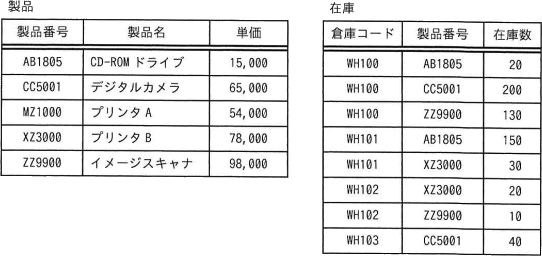 製品
製品番号 製品名 単価
AB1805 CD-ROM ドライブ 15,000
CC5001 デジタルカメラ 65,000
MZ1000 プリンタA 54,000
XZ3000 プリンタB 78,000
ZZ9900 イメージスキャナ 98,000
在庫
倉庫コード 製品番号 在庫数
WH100 AB1805 20
WH100 CC5001 200
WH100 ZZ9900 130
WH101 AB1805 150
WH101 XZ3000 30
WH102 XZ3000 20
WH102 ZZ9900 10
WH103 CC5001 40